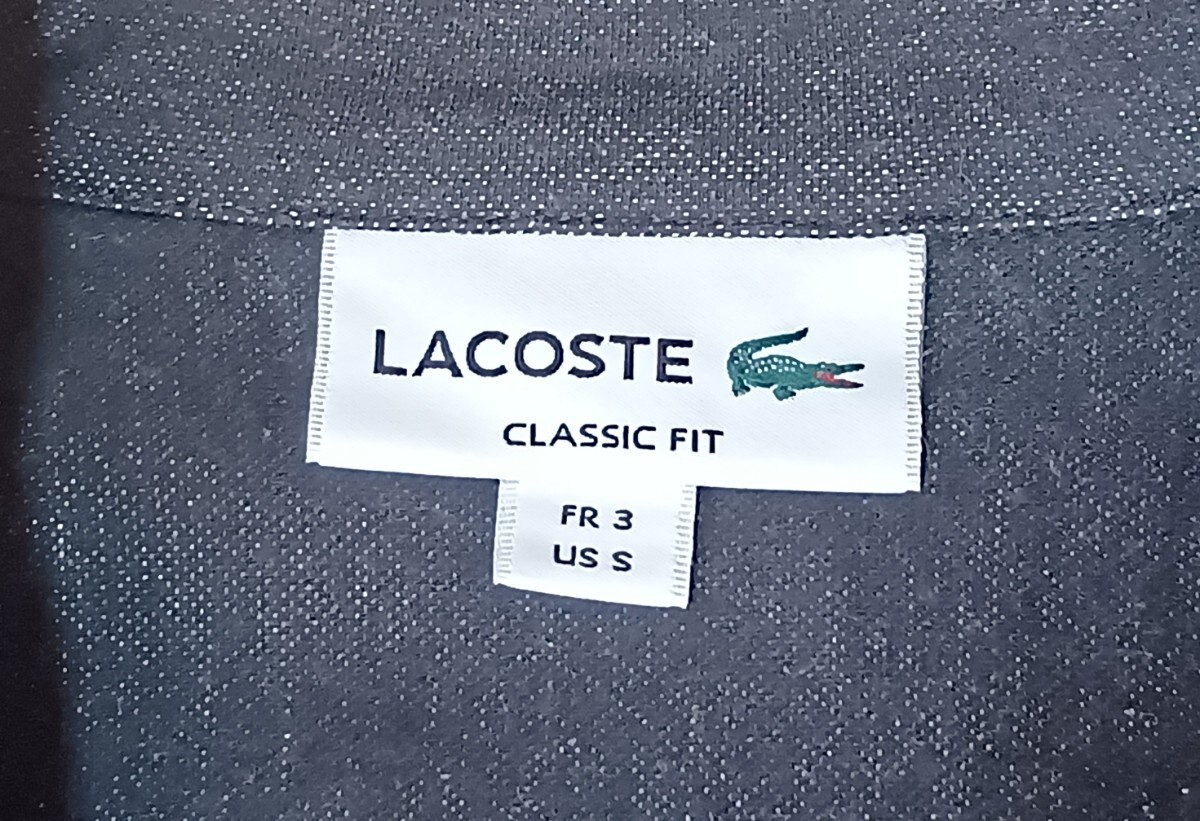 LACOSTE
CLASSIC FIT
FR 3
US S